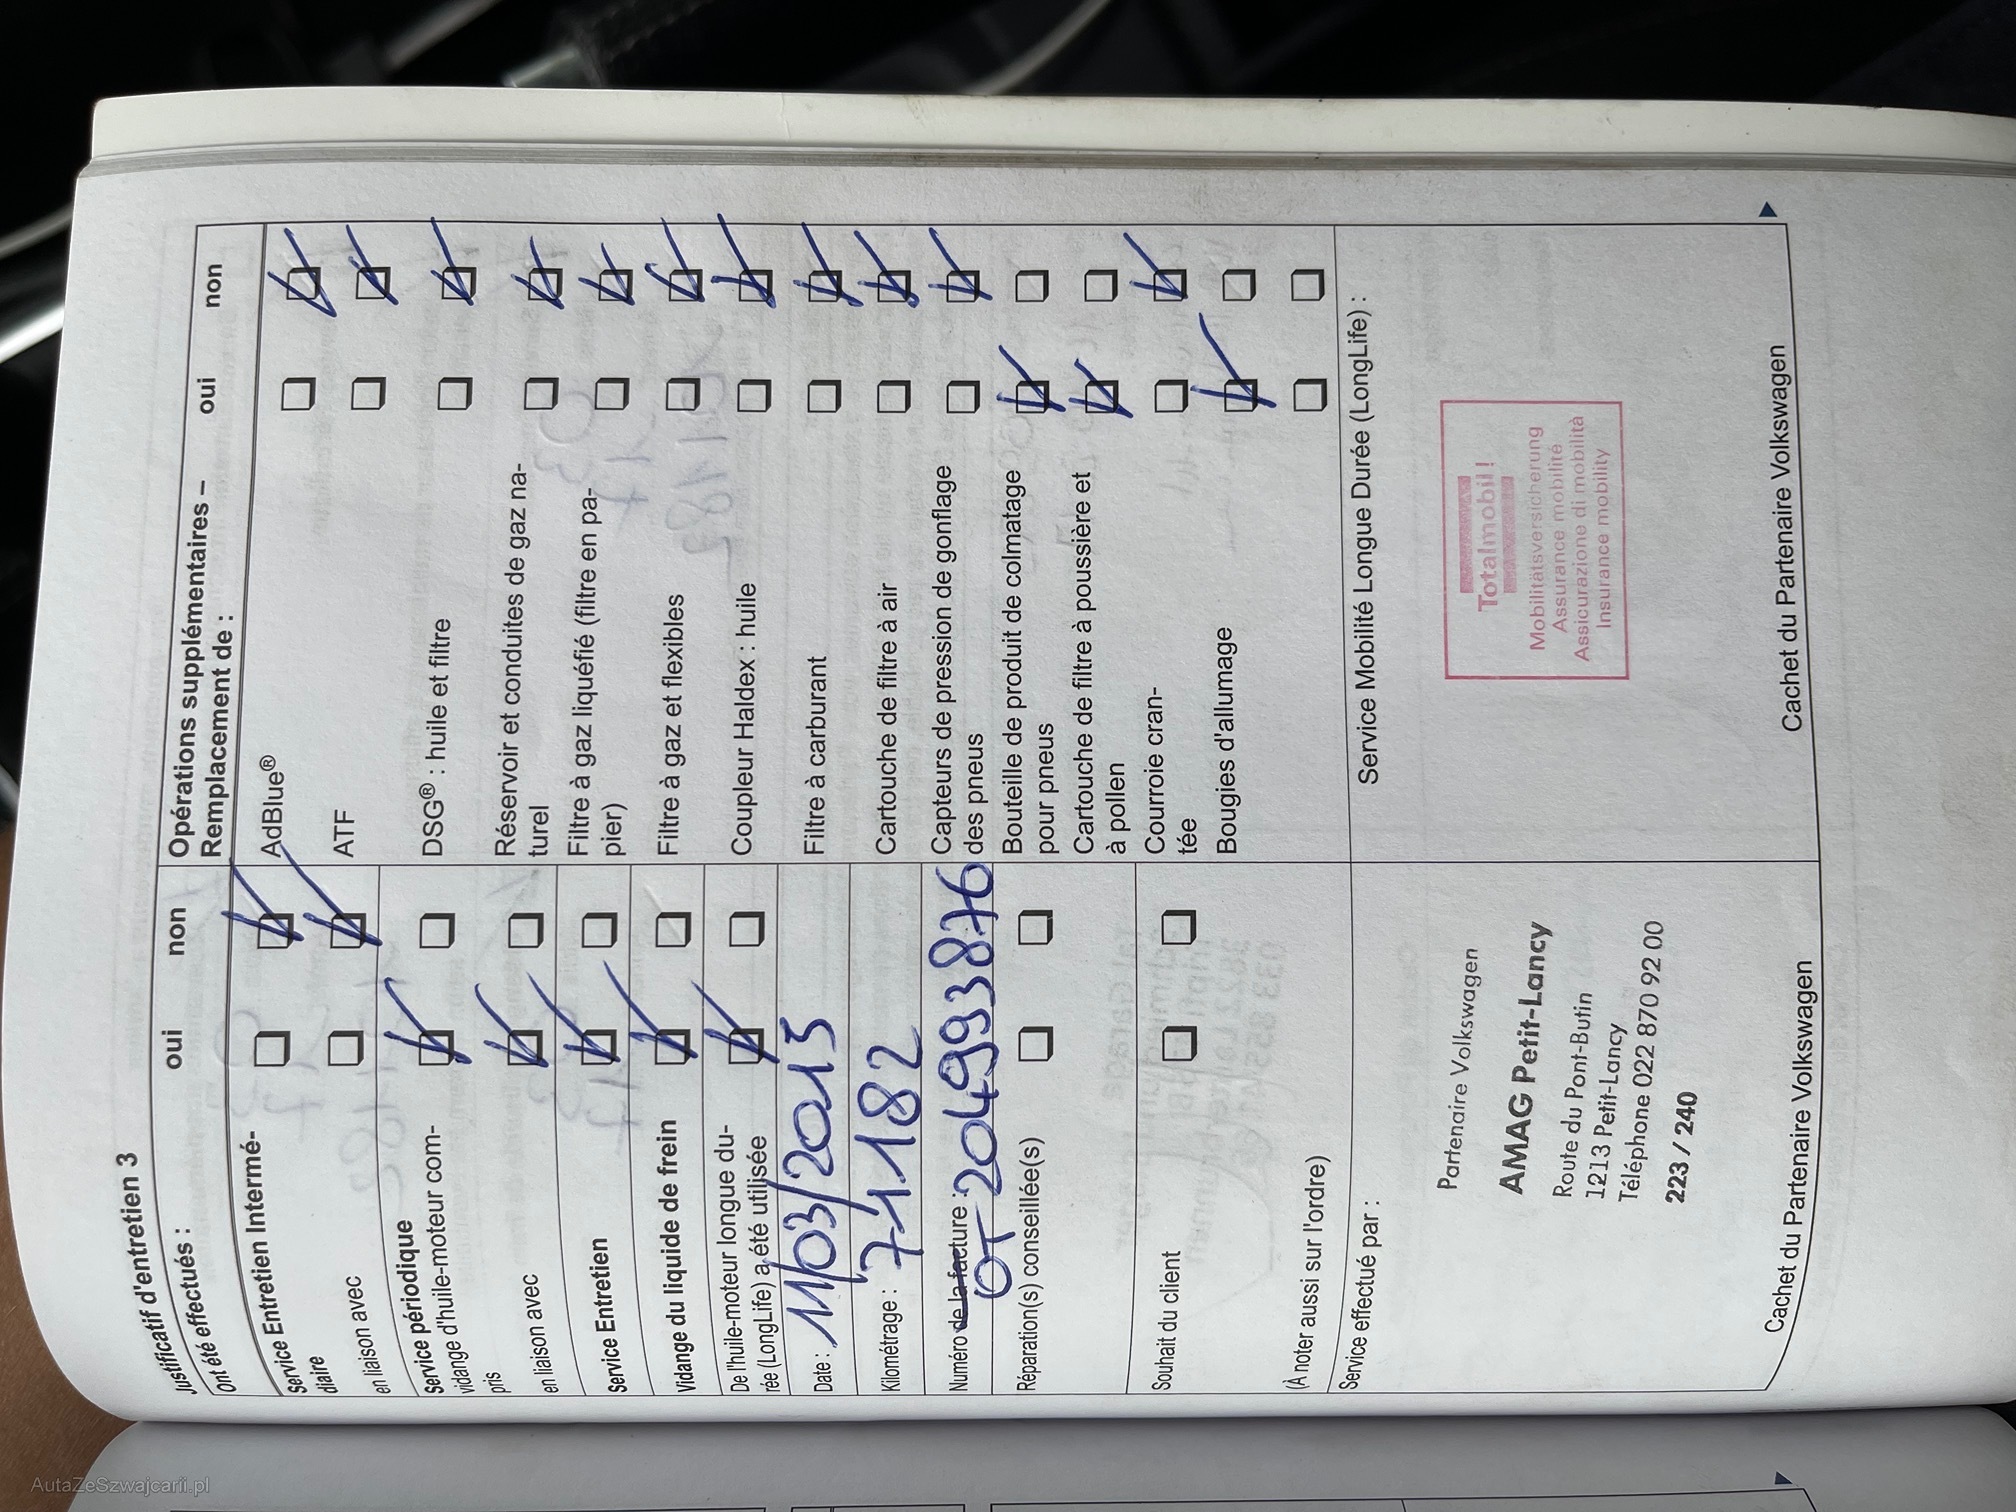 Justificatif d'entretien 3
Ont été effectués :
oui
non
Service Entretien Intermé-
diaire
en liaison avec
Service périodique
vidange d'huile-moteur com-
pris
en liaison avec
Service Entretien
Vidange du liquide de frein
De l'huile-moteur longue du-
rée (LongLife) a été utilisée
Date : 11/03/2015
Kilométrage : 71182
Numéro de la facture :
OT 204993876
Réparation(s) conseillée(s)
Souhait du client
(À noter aussi sur l'ordre)
Service effectué par :
Partenaire Volkswagen
AMAG Petit-Lancy
Route du Pont-Butin
1213 Petit-Lancy
Téléphone 022 870 92 00
223 / 240
Cachet du Partenaire Volkswagen
Opérations supplémentaires –
Remplacement de :
oui
non
AdBlue®
ATF
DSG® : huile et filtre
Réservoir et conduites de gaz na-
turel
Filtre à gaz liquéfié (filtre en pa-
pier)
Filtre à gaz et flexibles
Coupleur Haldex : huile
Filtre à carburant
Cartouche de filtre à air
Capteurs de pression de gonflage
des pneus
Bouteille de produit de colmatage
pour pneus
Cartouche de filtre à poussière et
à pollen
Courroie cran-
tée
Bougies d'allumage
Service Mobilité Longue Durée (LongLife) :
Totalmobil!
Mobilitätsversicherung
Assurance mobilité
Assicurazione di mobilità
Insurance mobility
Cachet du Partenaire Volkswagen
AutaZeSzwajcarii.pl